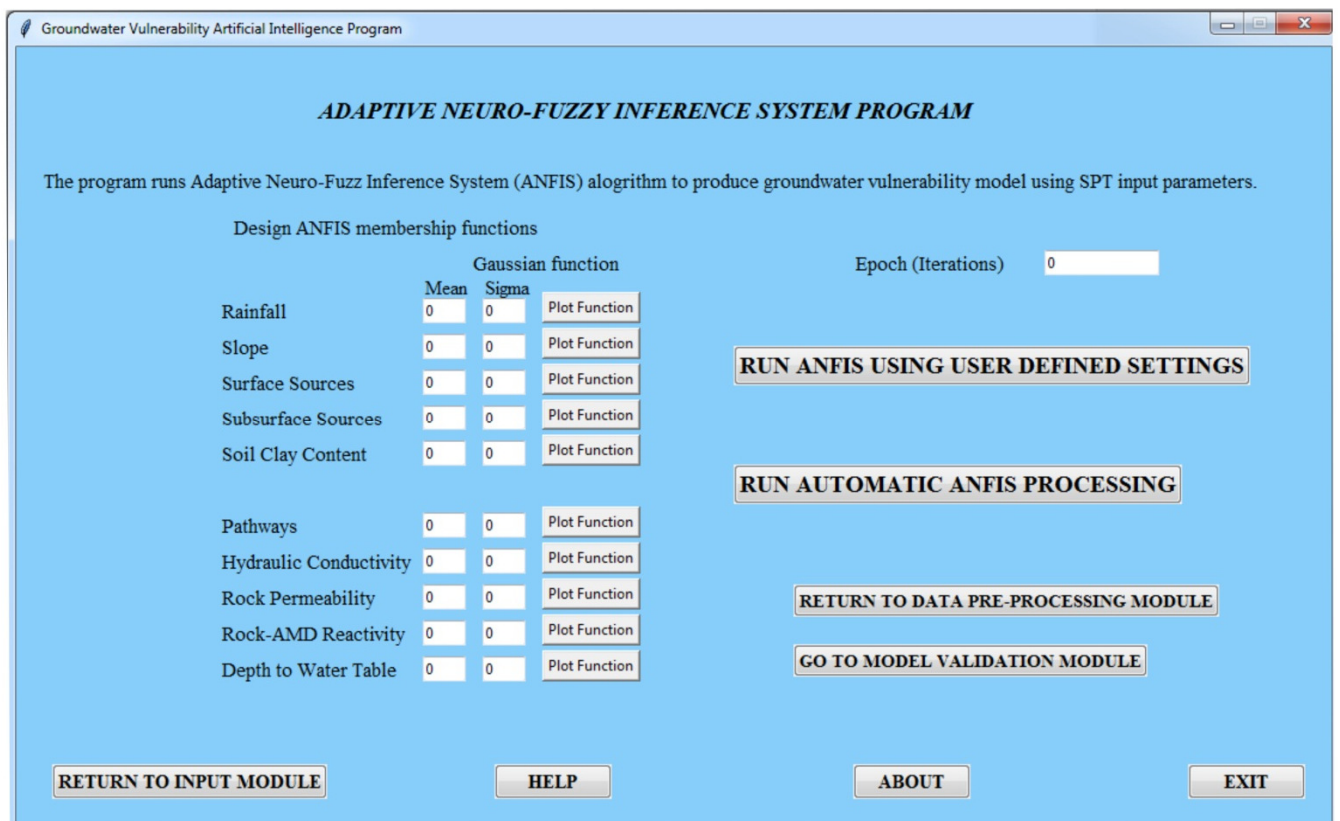 Groundwater Vulnerability Artificial Intelligence Program
ADAPTIVE NEURO-FUZZY INFERENCE SYSTEM PROGRAM
The program runs Adaptive Neuro-Fuzz Inference System (ANFIS) alogrithm to produce groundwater vulnerability model using SPT input parameters.
Design ANFIS membership functions
Gaussian function
Epoch (Iterations) 0
Mean Sigma
Rainfall 0 0 Plot Function
Slope 0 0 Plot Function
Surface Sources 0 0 Plot Function
Subsurface Sources 0 0 Plot Function
Soil Clay Content 0 0 Plot Function
Pathways 0 0 Plot Function
Hydraulic Conductivity 0 0 Plot Function
Rock Permeability 0 0 Plot Function
Rock-AMD Reactivity 0 0 Plot Function
Depth to Water Table 0 0 Plot Function
RUN ANFIS USING USER DEFINED SETTINGS
RUN AUTOMATIC ANFIS PROCESSING
RETURN TO DATA PRE-PROCESSING MODULE
GO TO MODEL VALIDATION MODULE
RETURN TO INPUT MODULE
HELP
ABOUT
EXIT